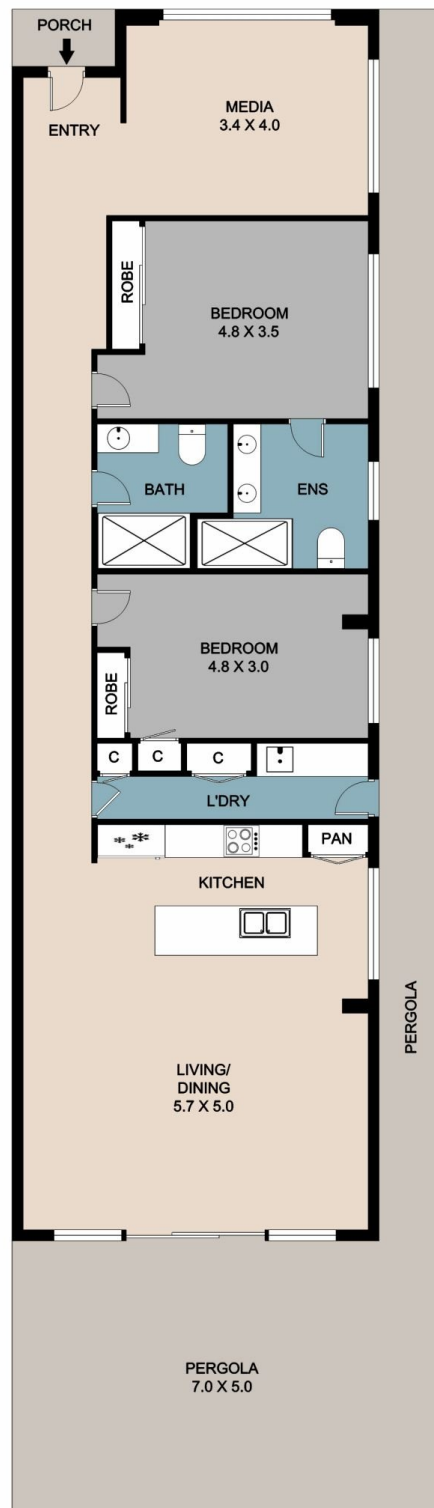 PORCH
ENTRY
MEDIA
3.4 X 4.0
ROBE
BEDROOM
4.8 X 3.5
BATH
ENS
BEDROOM
4.8 X 3.0
ROBE
C
C
C
L'DRY
PAN
KITCHEN
LIVING/
DINING
5.7 X 5.0
PERGOLA
PERGOLA
7.0 X 5.0